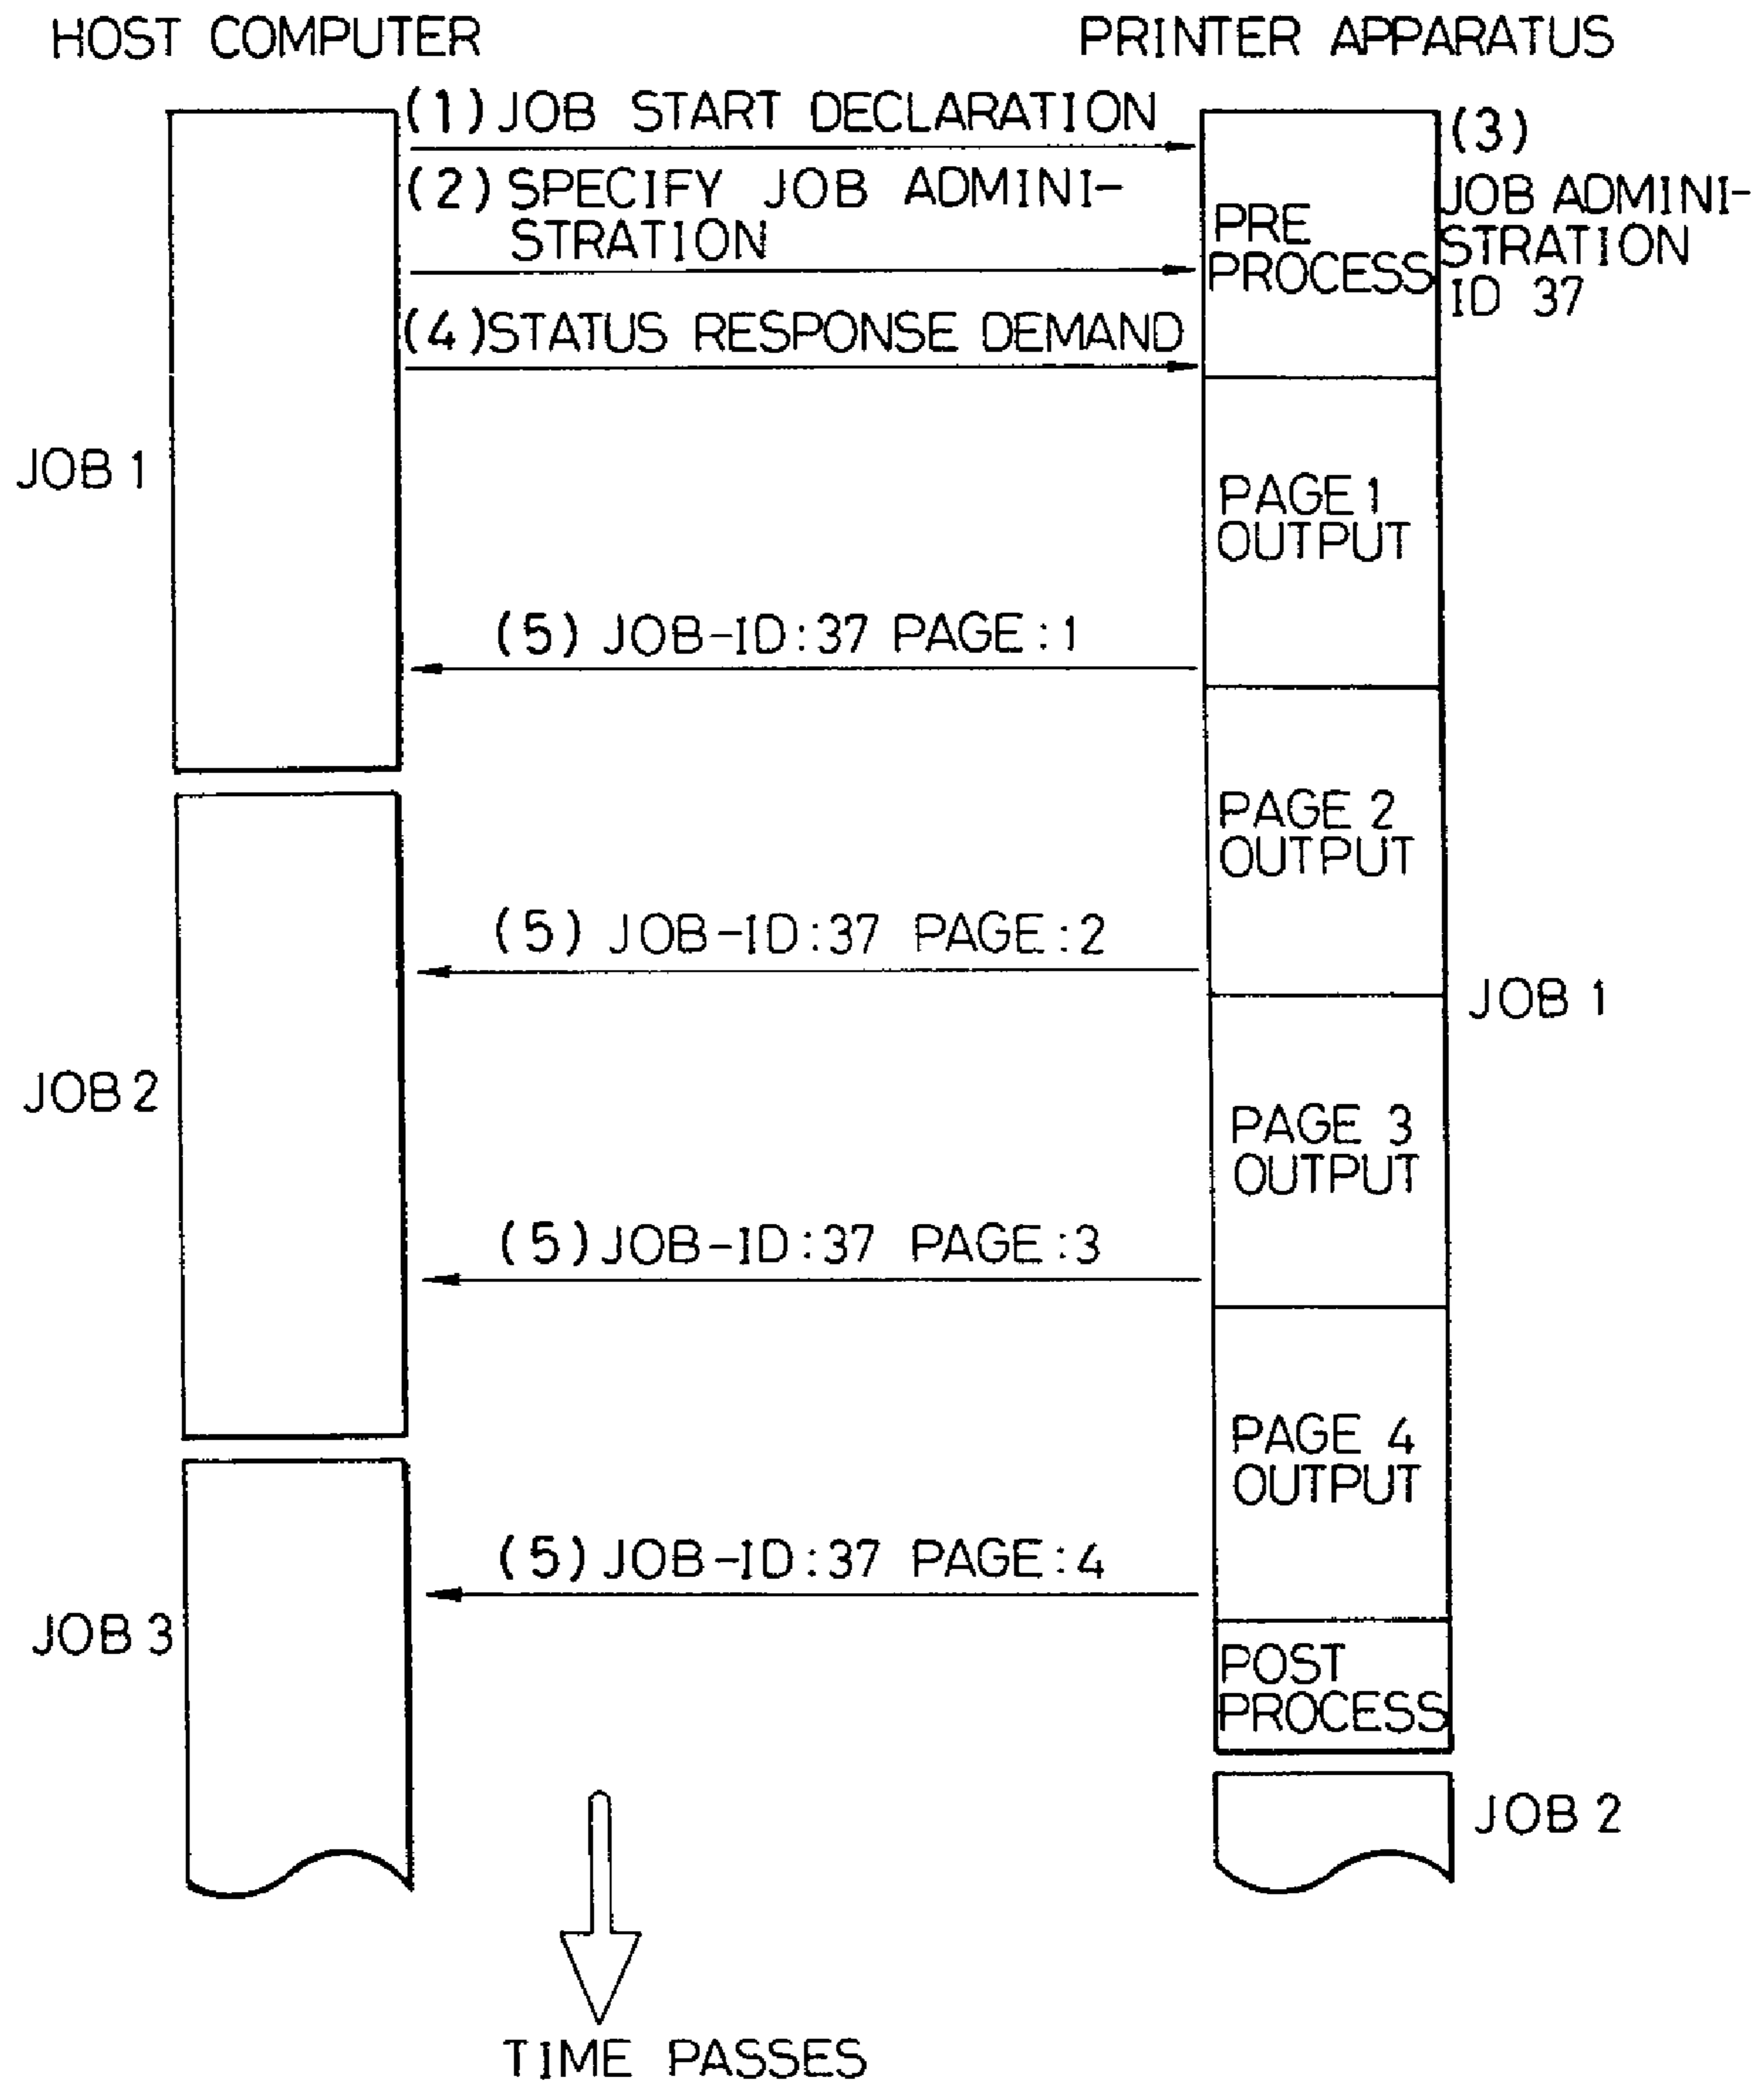 HOST COMPUTER
PRINTER APPARATUS
(1) JOB START DECLARATION
(2) SPECIFY JOB ADMINI-
STRATION
(3)
JOB ADMINI-
STRATION
ID 37
PRE
PROCESS
(4) STATUS RESPONSE DEMAND
JOB 1
PAGE 1
OUTPUT
(5) JOB-ID:37 PAGE:1
PAGE 2
OUTPUT
(5) JOB-ID:37 PAGE:2
JOB 1
JOB 2
PAGE 3
OUTPUT
(5) JOB-ID:37 PAGE:3
PAGE 4
OUTPUT
(5) JOB-ID:37 PAGE:4
JOB 3
POST
PROCESS
JOB 2
TIME PASSES